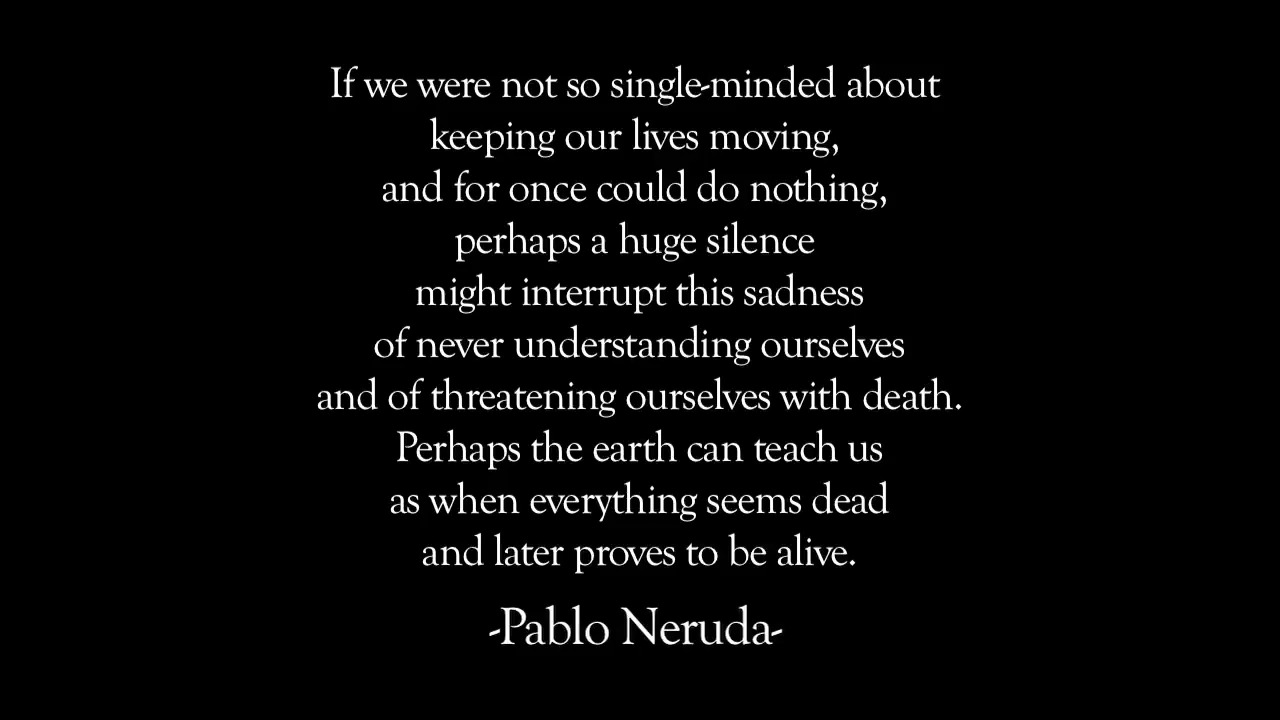 If we were not so single-minded about
keeping our lives moving,
and for once could do nothing,
perhaps a huge silence
might interrupt this sadness
of never understanding ourselves
and of threatening ourselves with death.
Perhaps the earth can teach us
as when everything seems dead
and later proves to be alive.
-Pablo Neruda-